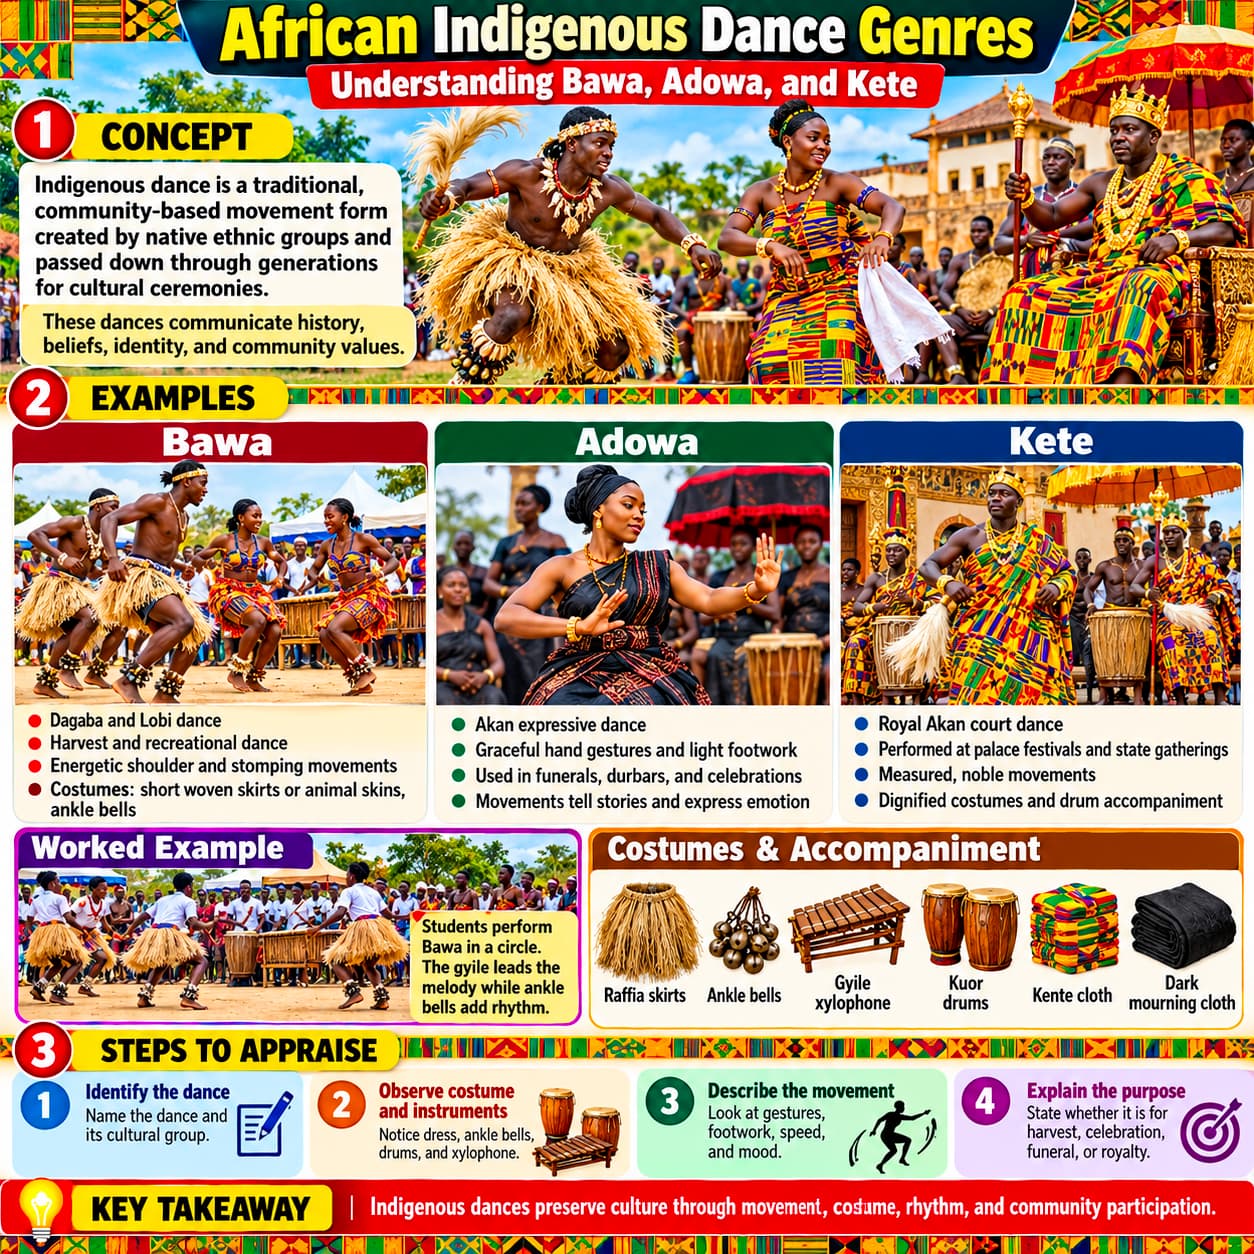 African Indigenous Dance Genres
Understanding Bawa, Adowa, and Kete
1 CONCEPT
Indigenous dance is a traditional,
community-based movement form
created by native ethnic groups and
passed down through generations
for cultural ceremonies.
These dances communicate history,
beliefs, identity, and community values.
2 EXAMPLES
Bawa
Dagaba and Lobi dance
Harvest and recreational dance
Energetic shoulder and stomping movements
Costumes: short woven skirts or animal skins,
ankle bells
Adowa
Akan expressive dance
Graceful hand gestures and light footwork
Used in funerals, durbars, and celebrations
Movements tell stories and express emotion
Kete
Royal Akan court dance
Performed at palace festivals and state gatherings
Measured, noble movements
Dignified costumes and drum accompaniment
Worked Example
Students perform
Bawa in a circle.
The gyile leads the
melody while ankle
bells add rhythm.
Costumes & Accompaniment
Raffia skirts
Ankle bells
Gyile
xylophone
Kuor
drums
Kente cloth
Dark
mourning cloth
3 STEPS TO APPRAISE
1 Identify the dance
Name the dance and
its cultural group.
2 Observe costume
and instruments
Notice dress, ankle bells,
drums, and xylophone.
3 Describe the movement
Look at gestures,
footwork, speed,
and mood.
4 Explain the purpose
State whether it is for
harvest, celebration,
funeral, or royalty.
KEY TAKEAWAY
Indigenous dances preserve culture through movement, costume, rhythm, and community participation.